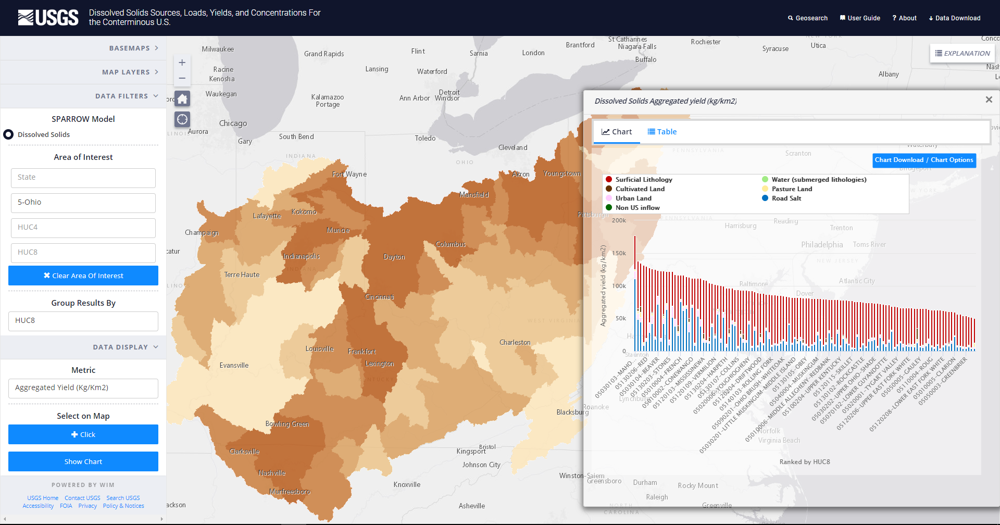 USGS
Dissolved Solids Sources, Loads, Yields, and Concentrations For
the Conterminous U.S.
Geosearch
User Guide
? About
Data Download
BASEMAPS
MAP LAYERS
DATA FILTERS
SPARROW Model
Dissolved Solids
Area of Interest
State
5-Ohio
HUC4
HUC8
Clear Area Of Interest
Group Results By
HUC8
DATA DISPLAY
Metric
Aggregated Yield (Kg/Km2)
Select on Map
Click
Show Chart
POWERED BY WIM
USGS Home Contact USGS Search USGS
Accessibility FOIA Privacy Policy & Notices
EXPLANATION
Milwaukee
Grand Rapids
Flint
Sarnia
London
Brantford
St Catharines
Niagara Falls
Rochester
Syracuse
Utica
Racine
Kenosha
Lansing
Waterford
Buffalo
Albany
Waukegan
Kalamazoo
Portage
Ann Arbor
Detroit
Windsor
Chicago
Aurora
Gary
South Bend
Toledo
Cleveland
INDIANA
OHIO
Fort Wayne
Akron
Youngstown
Mansfield
Lafayette
Kokomo
Pittsburgh
Champaign
Muncie
Columbus
Indianapolis
Dayton
Terre Haute
INDIANA
OHIO
Cincinnati
WEST VIRGINIA
Louisville
Frankfort
Charleston
Lexington
Evansville
KENTUCKY
Blacksburg
Roanoke
Bowling Green
Clarksville
Bristol
Kingsport
Johnson City
Nashville
Winston-Salem
Greensboro
Murfreesboro
Knoxville
Durham
Rocky Mount
Raleigh
Asheville
Greenville
NORTH
CAROLINA
Dissolved Solids Aggregated yield (kg/km2)
Chart
Table
PENNSYLVANIA
Scranton
Chart Download / Chart Options
Surficial Lithology
Cultivated Land
Urban Land
Non US inflow
Water (submerged lithologies)
Pasture Land
Road Salt
Harrisburg
Reading
Trenton
Philadelphia
Toms River
NEW JERSEY
Atlantic City
Baltimore
Dover
Aggregated yield (kg/km2)
200k
150k
100k
50k
0
Staunton
Lynchburg
Norfolk
Virginia Beach
05030103-MAHO...
05130206-RED
05030104-BEAVER
05130203-STONES
05010004-FRENCH
05010002-CONEWANGO
05120103-MISSISSINEWA
05120109-VERMILION
05130204-HARPETH
05130107-COLLINS
05020006-YOUGHIOGHENY
05120204-DRIFTWOOD
05140103-ROLLING FORK
05090201-OHIO BRUSH-WHITEOAK
05030201-LITTLE MUSKINGUM-MIDDLE ISLAND
05130105-OBEY
05040004-MUSKINGUM
05010006-MIDDLE ALLEGHENY-REDBANK
05100204-UPPER KENTUCKY
05120115-SKILLET
05130102-ROCKCASTLE
05030202-UPPER OHIO-SHADE
05070102-LOWER GUYANDOTTE
05020001-TYGART VALLEY
05120206-UPPER EAST FORK WHITE
05050005-GAULEY
05110004-ROUG
05120208-LOWER EAST FORK WHITE
05010005-CLARION
05050003-GREENBRIER
Ranked by HUC8